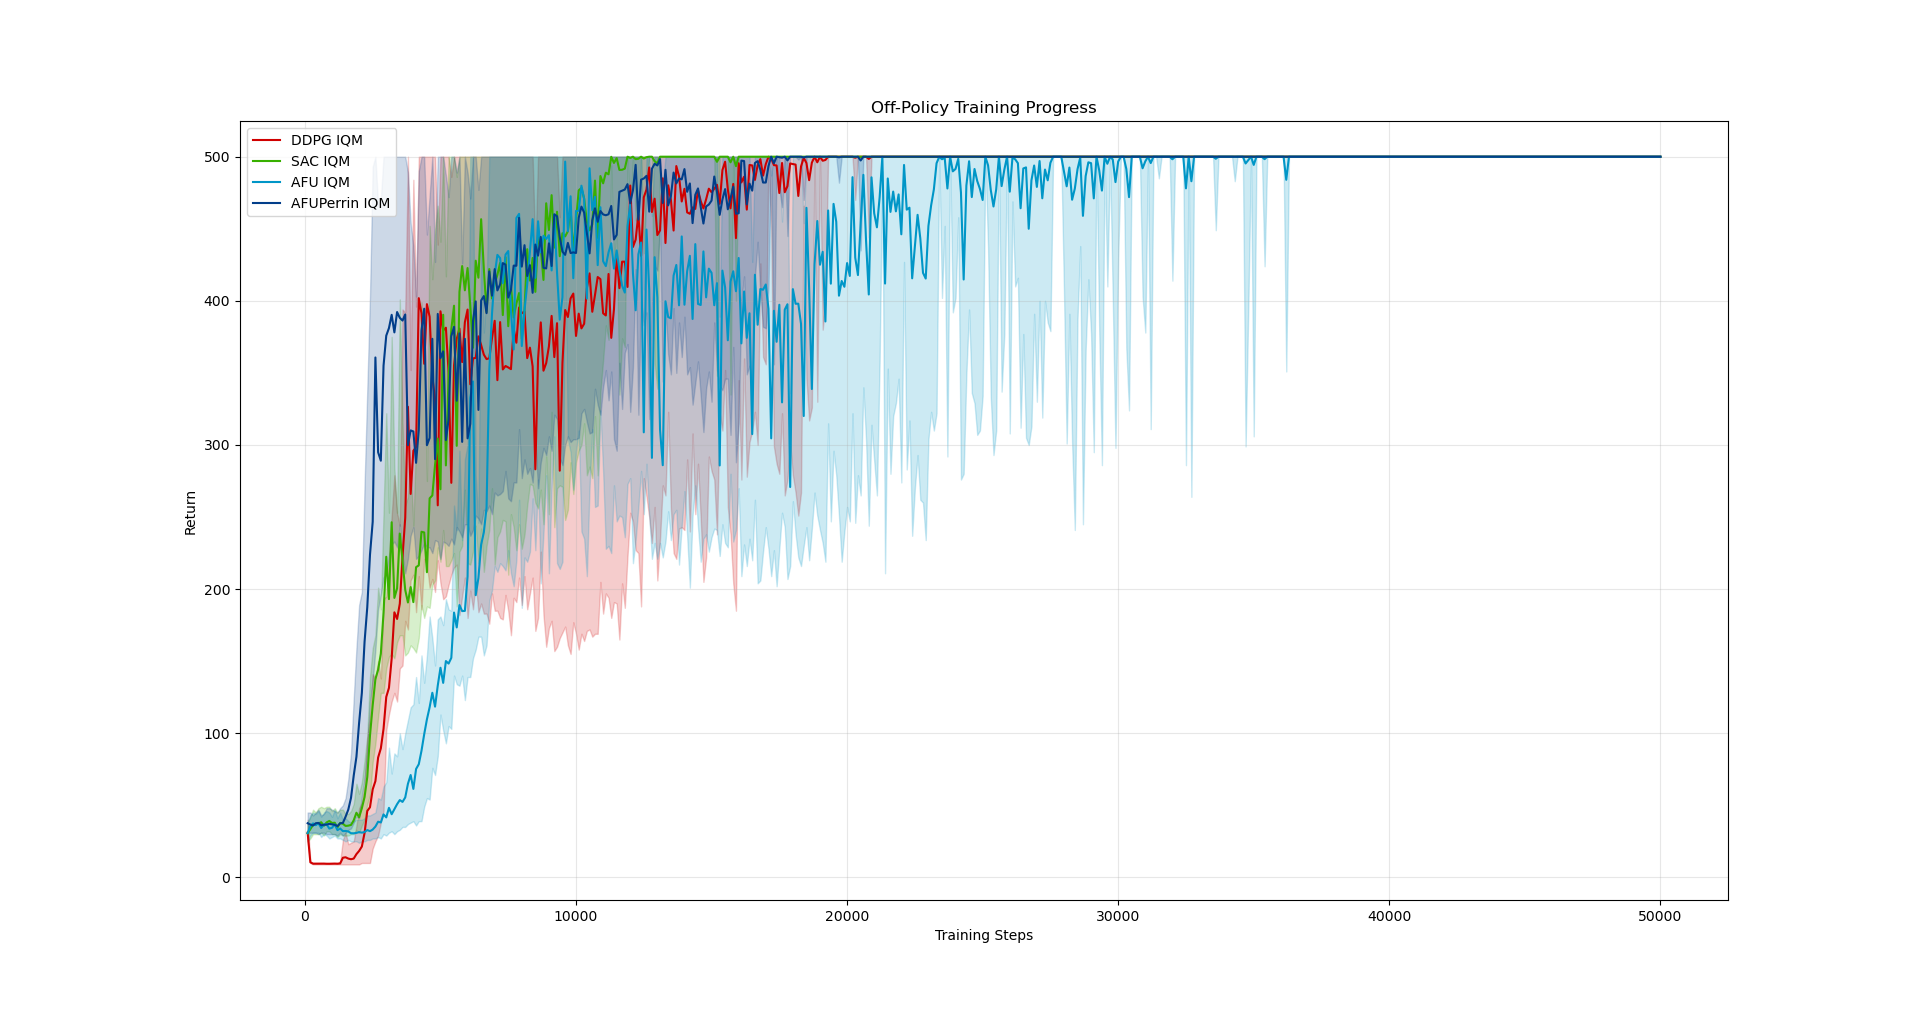 Off-Policy Training Progress
DDPG IQM
SAC IQM
AFU IQM
AFUPerrin IQM
500
400
300
200
100
0
Return
0 10000 20000 30000 40000 50000
Training Steps